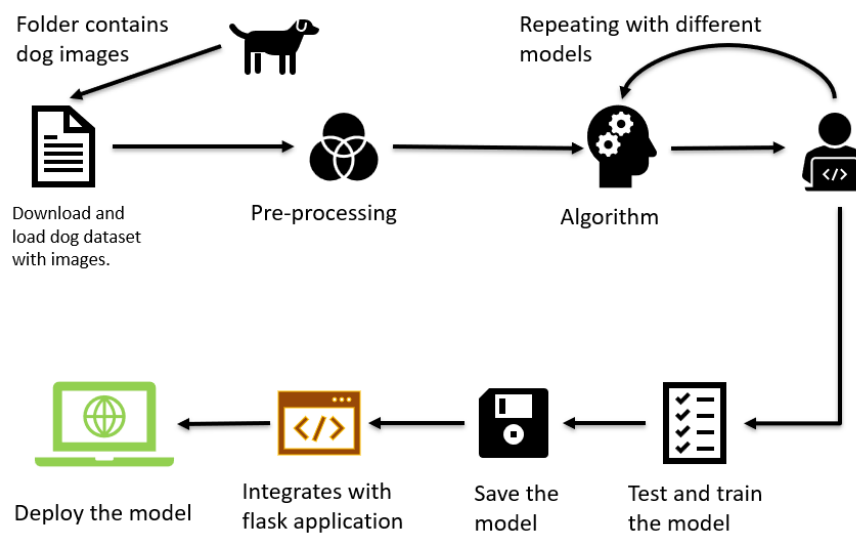 Folder contains
dog images
Repeating with different
models
Download and
load dog dataset
with images.
Pre-processing
Algorithm
</>
</>
Deploy the model
Integrates with
flask application
Save the
model
Test and train
the model